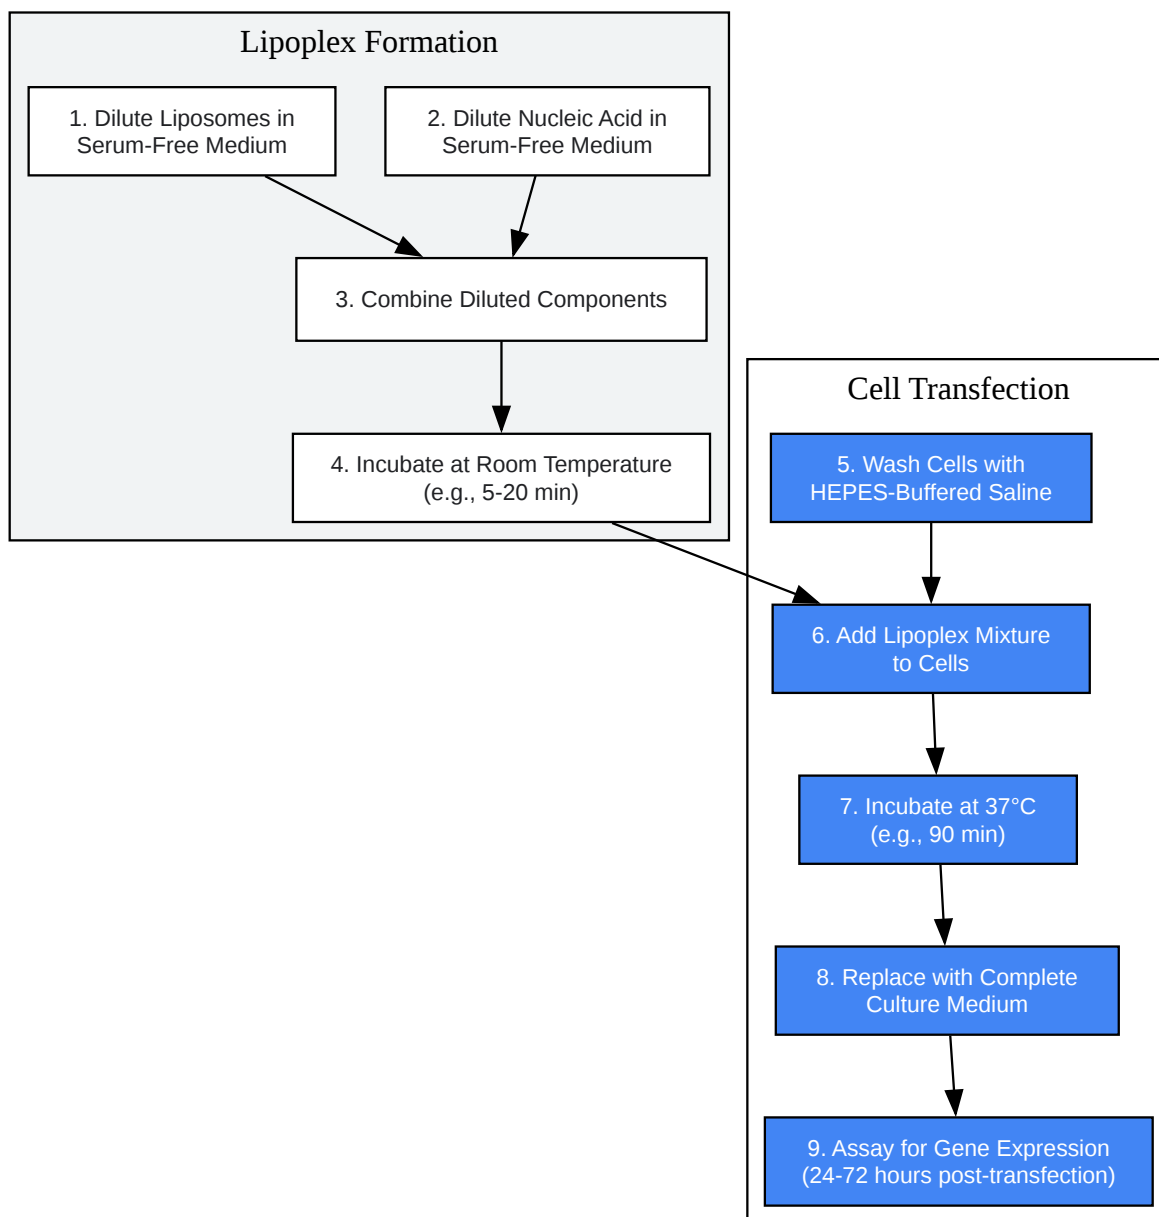 Lipoplex Formation
1. Dilute Liposomes in
Serum-Free Medium
2. Dilute Nucleic Acid in
Serum-Free Medium
3. Combine Diluted Components
4. Incubate at Room Temperature
(e.g., 5-20 min)
Cell Transfection
5. Wash Cells with
HEPES-Buffered Saline
6. Add Lipoplex Mixture
to Cells
7. Incubate at 37°C
(e.g., 90 min)
8. Replace with Complete
Culture Medium
9. Assay for Gene Expression
(24-72 hours post-transfection)